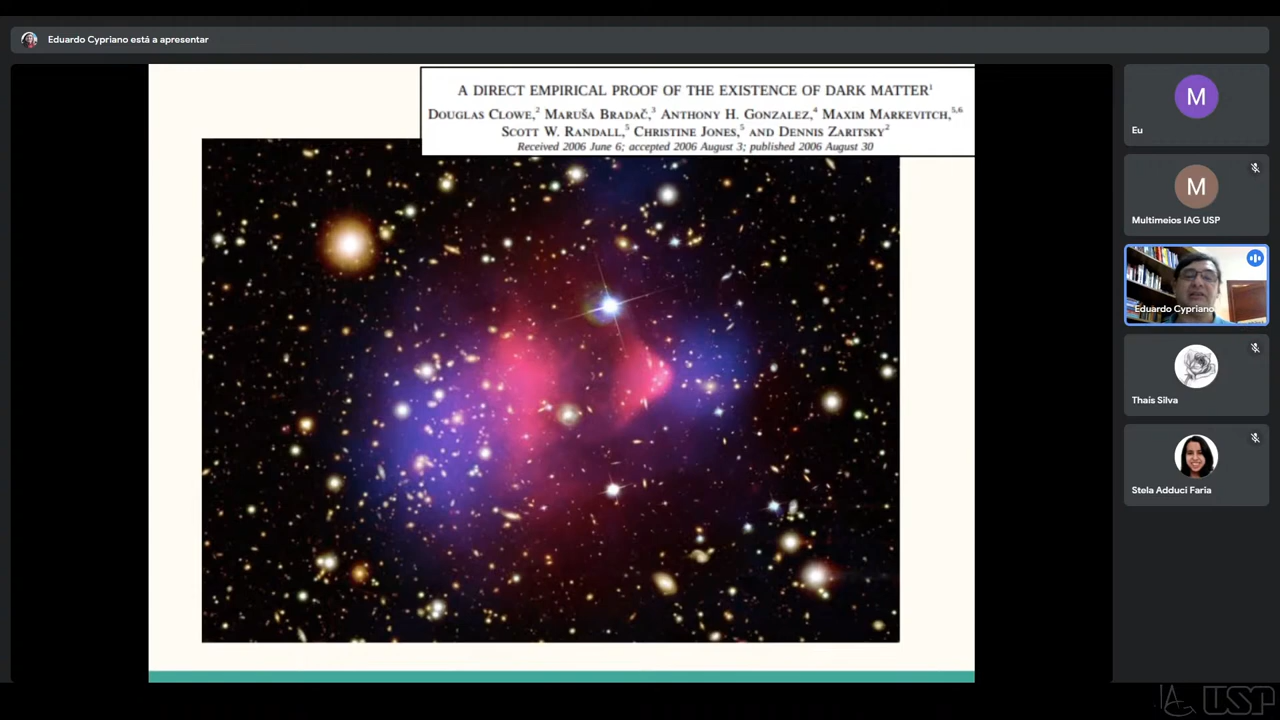 Eduardo Cypriano está a apresentar
A DIRECT EMPIRICAL PROOF OF THE EXISTENCE OF DARK MATTER¹
DOUGLAS CLOWE,² MARUŠA BRADAČ,³ ANTHONY H. GONZALEZ,⁴ MAXIM MARKEVITCH,⁵,⁶
SCOTT W. RANDALL,⁵ CHRISTINE JONES,⁵ AND DENNIS ZARITSKY²
Received 2006 June 6; accepted 2006 August 3; published 2006 August 30
M
Eu
M
Multimeios IAG USP
Eduardo Cypriano
Thaís Silva
Stela Adduci Faria
IAG USP